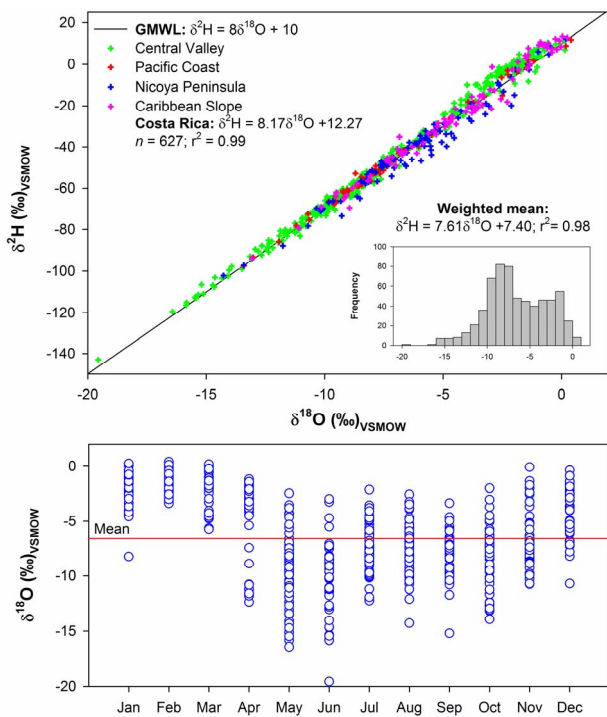 GMWL: δ²H = 8δ¹⁸O + 10
Central Valley
Pacific Coast
Nicoya Peninsula
Caribbean Slope
Costa Rica: δ²H = 8.17δ¹⁸O +12.27
n = 627; r² = 0.99
20
0
-20
-40
-60
-80
-100
-120
-140
δ²H (‰)VSMOW
Weighted mean:
δ²H = 7.61δ¹⁸O +7.40; r²= 0.98
100
80
60
40
20
0
Frequency
-20 -15 -10 -5 0
-20 -15 -10 -5 0
δ¹⁸O (‰)VSMOW
0
-5
-10
-15
-20
Mean
δ¹⁸O (‰)VSMOW
Jan Feb Mar Apr May Jun Jul Aug Sep Oct Nov Dec